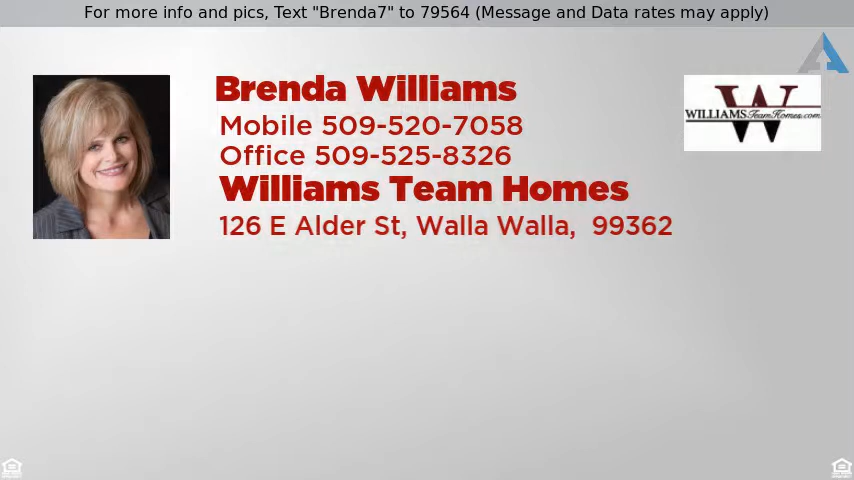 For more info and pics, Text "Brenda7" to 79564 (Message and Data rates may apply)
Brenda Williams
Mobile 509-520-7058
Office 509-525-8326
Williams Team Homes
126 E Alder St, Walla Walla,  99362
W
WILLIAMSTeamHomes.com